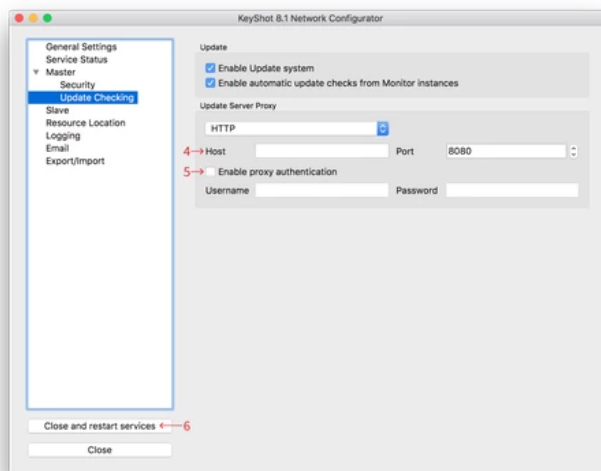 KeyShot 8.1 Network Configurator
General Settings
Service Status
Master
Security
Update Checking
Slave
Resource Location
Logging
Email
Export/Import
Update
Enable Update system
Enable automatic update checks from Monitor instances
Update Server Proxy
HTTP
4 Host Port 8080
5 Enable proxy authentication
Username Password
Close and restart services 6
Close